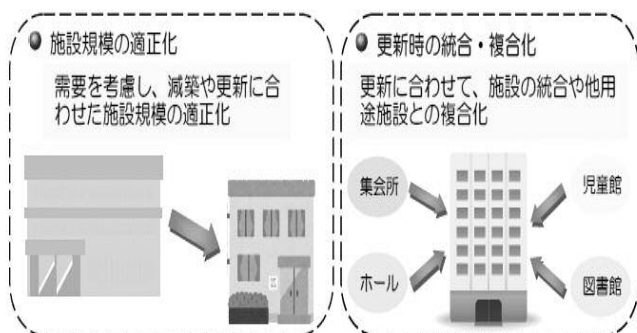 施設規模の適正化
需要を考慮し、減築や更新に合
わせた施設規模の適正化
更新時の統合・複合化
更新に合わせて、施設の統合や他用
途施設との複合化
集会所
児童館
ホール
図書館